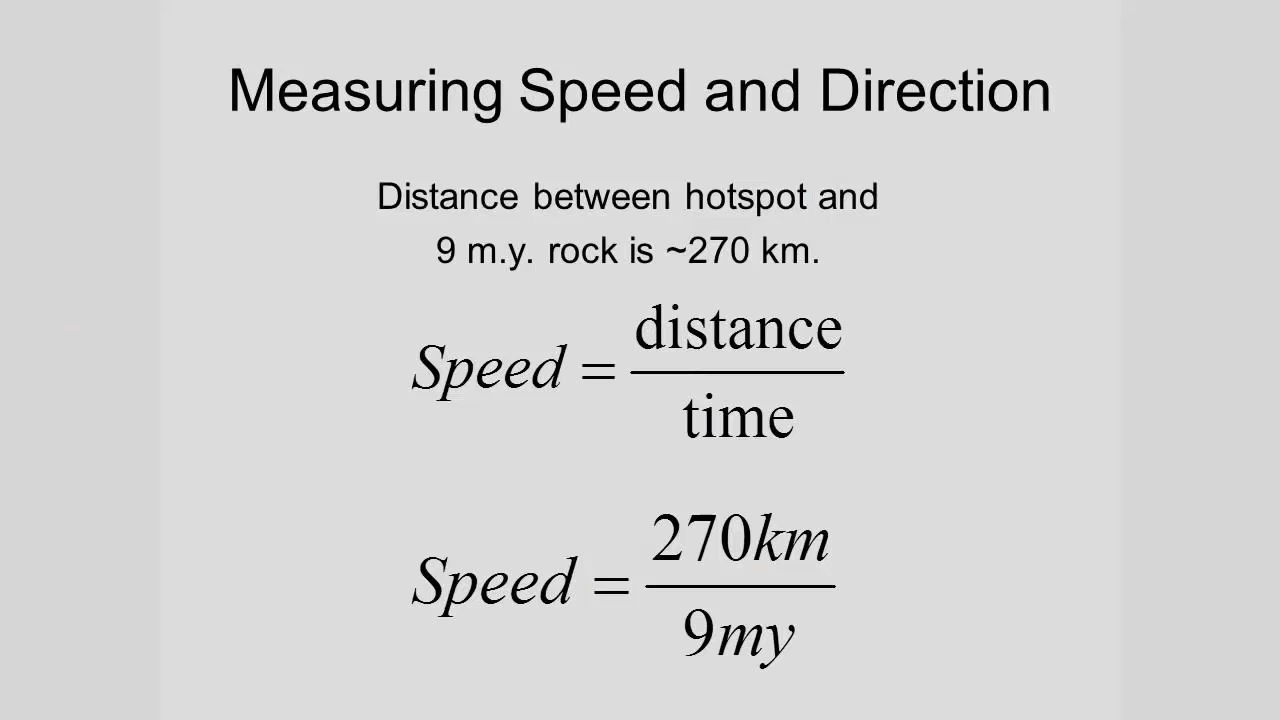 Measuring Speed and Direction
Distance between hotspot and
9 m.y. rock is ~270 km.
Speed = distance / time
Speed = 270km / 9my